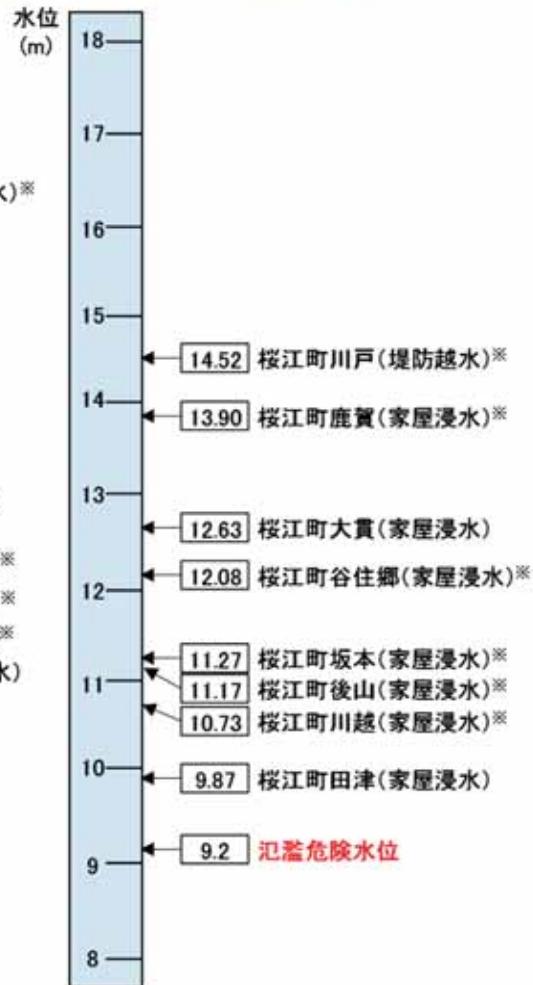 水位
(m)
18
17
水)※
16
15
14.52 桜江町川戸(堤防越水)※
14
13.90 桜江町鹿賀(家屋浸水)※
13
12.63 桜江町大貫(家屋浸水)
※
12.08 桜江町谷住郷(家屋浸水)※
12
※
※
11.27 桜江町坂本(家屋浸水)※
水)
11
11.17 桜江町後山(家屋浸水)※
10.73 桜江町川越(家屋浸水)※
10
9.87 桜江町田津(家屋浸水)
9.2 氾濫危険水位
9
8